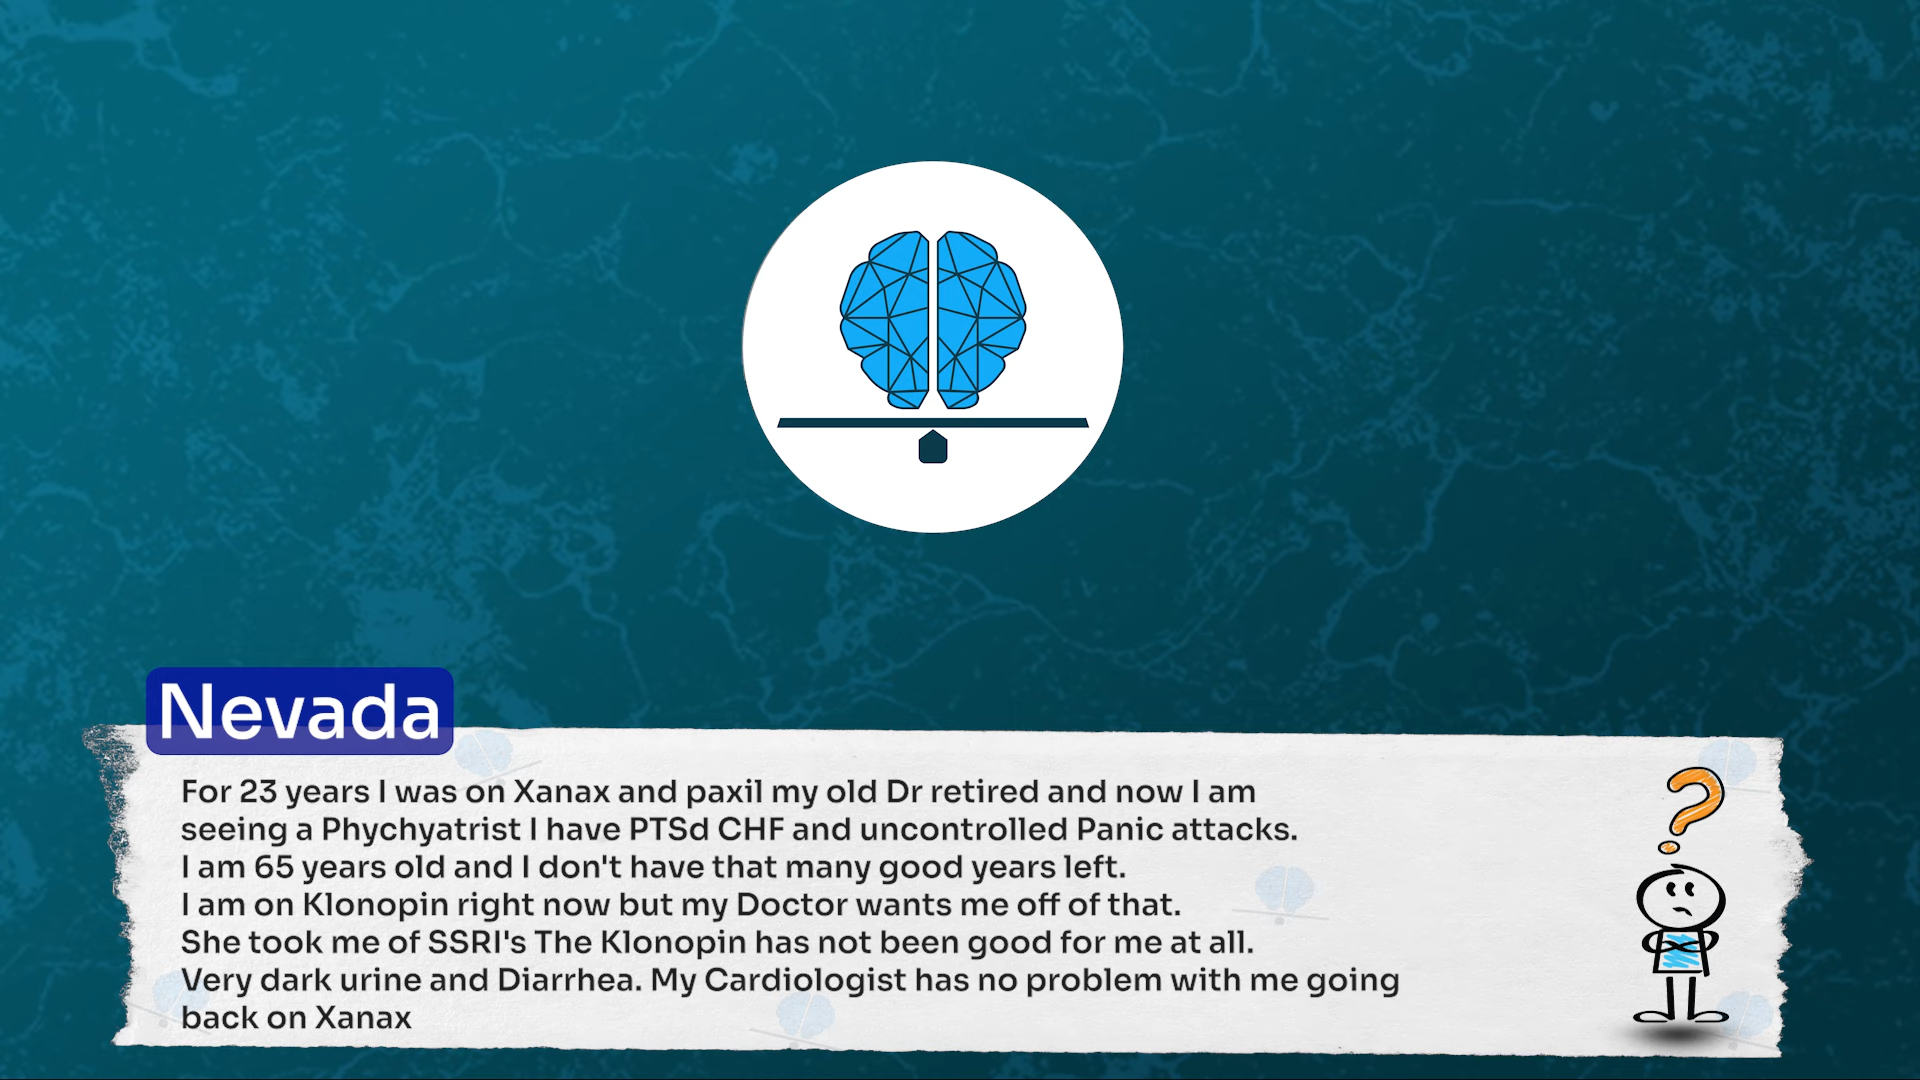 Nevada
For 23 years I was on Xanax and paxil my old Dr retired and now I am
seeing a Phychyatrist I have PTSd CHF and uncontrolled Panic attacks.
I am 65 years old and I don't have that many good years left.
I am on Klonopin right now but my Doctor wants me off of that.
She took me of SSRI's The Klonopin has not been good for me at all.
Very dark urine and Diarrhea. My Cardiologist has no problem with me going
back on Xanax